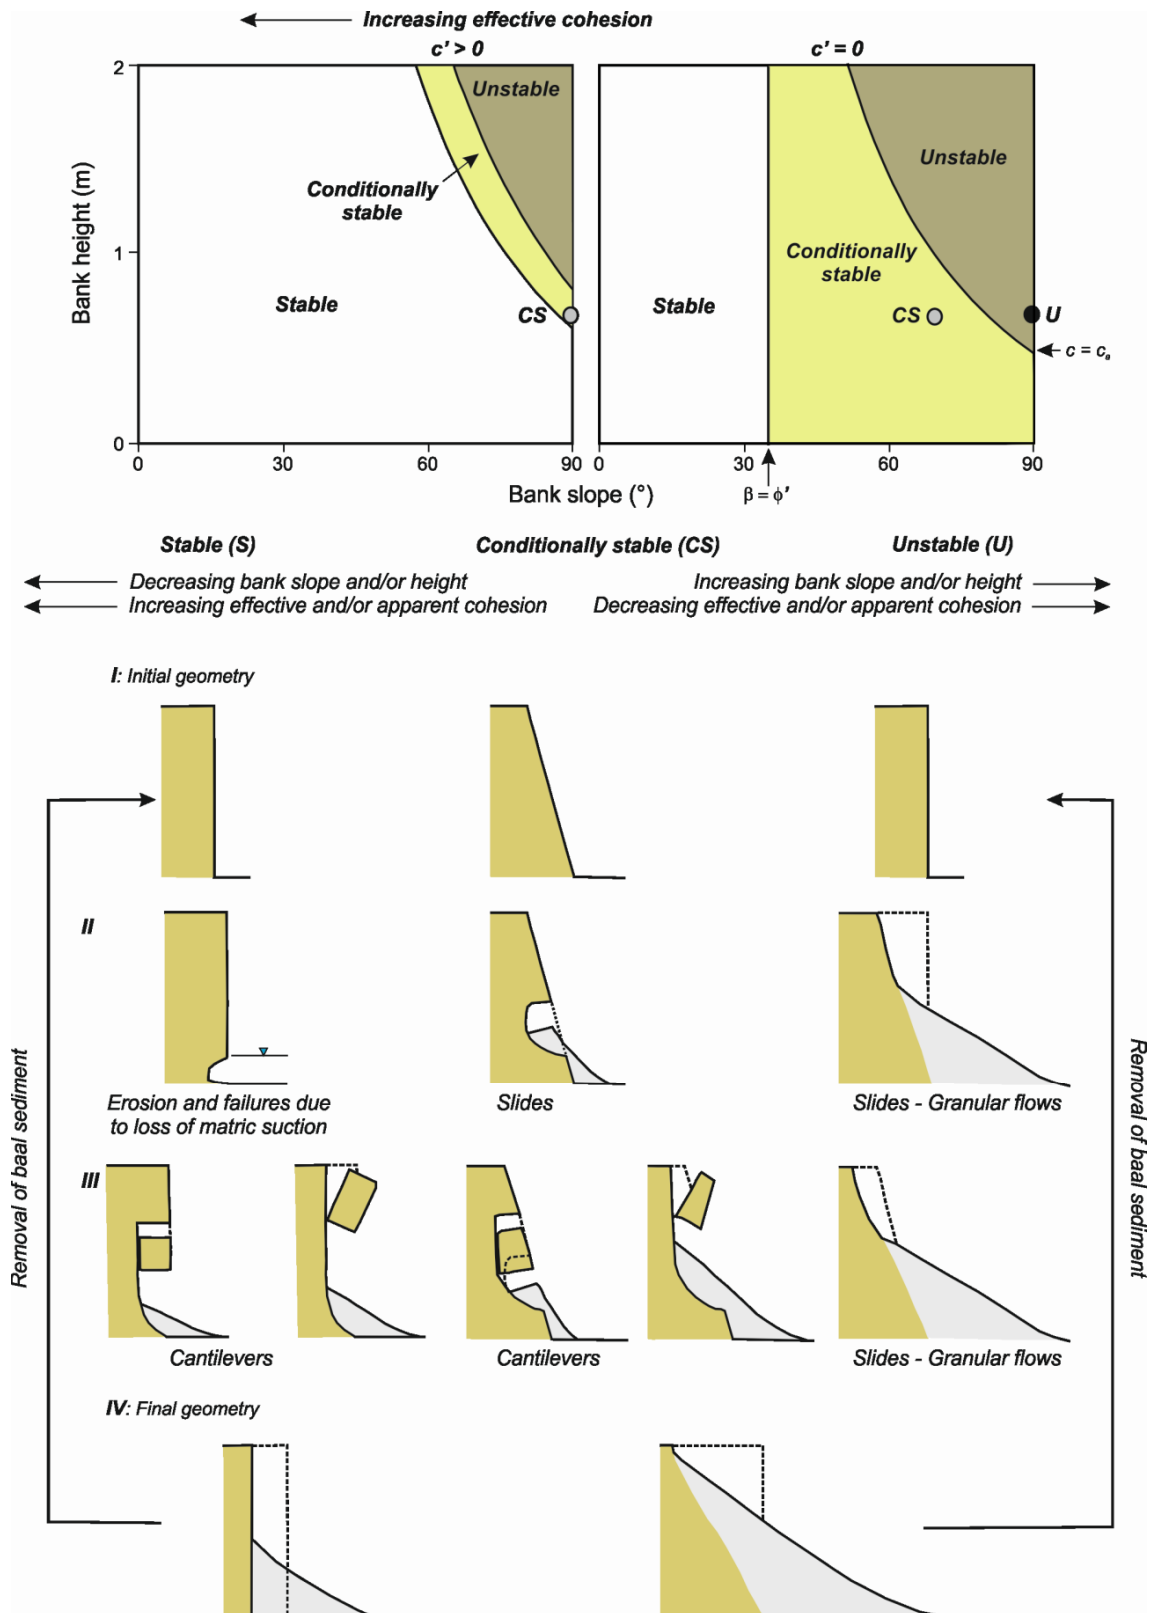 Increasing effective cohesion
c' > 0
c' = 0
2
Unstable
Conditionally
stable
Stable
CS
1
0
Bank height (m)
0
30
60
90
Unstable
Conditionally
stable
Stable
CS
U
c = ca
0
30
60
90
β = ϕ'
Bank slope (°)
Stable (S)
Conditionally stable (CS)
Unstable (U)
Decreasing bank slope and/or height
Increasing bank slope and/or height
Increasing effective and/or apparent cohesion
Decreasing effective and/or apparent cohesion
I: Initial geometry
II
Erosion and failures due
to loss of matric suction
Slides
Slides - Granular flows
III
Cantilevers
Cantilevers
Slides - Granular flows
IV: Final geometry
Removal of baal sediment
Removal of baal sediment